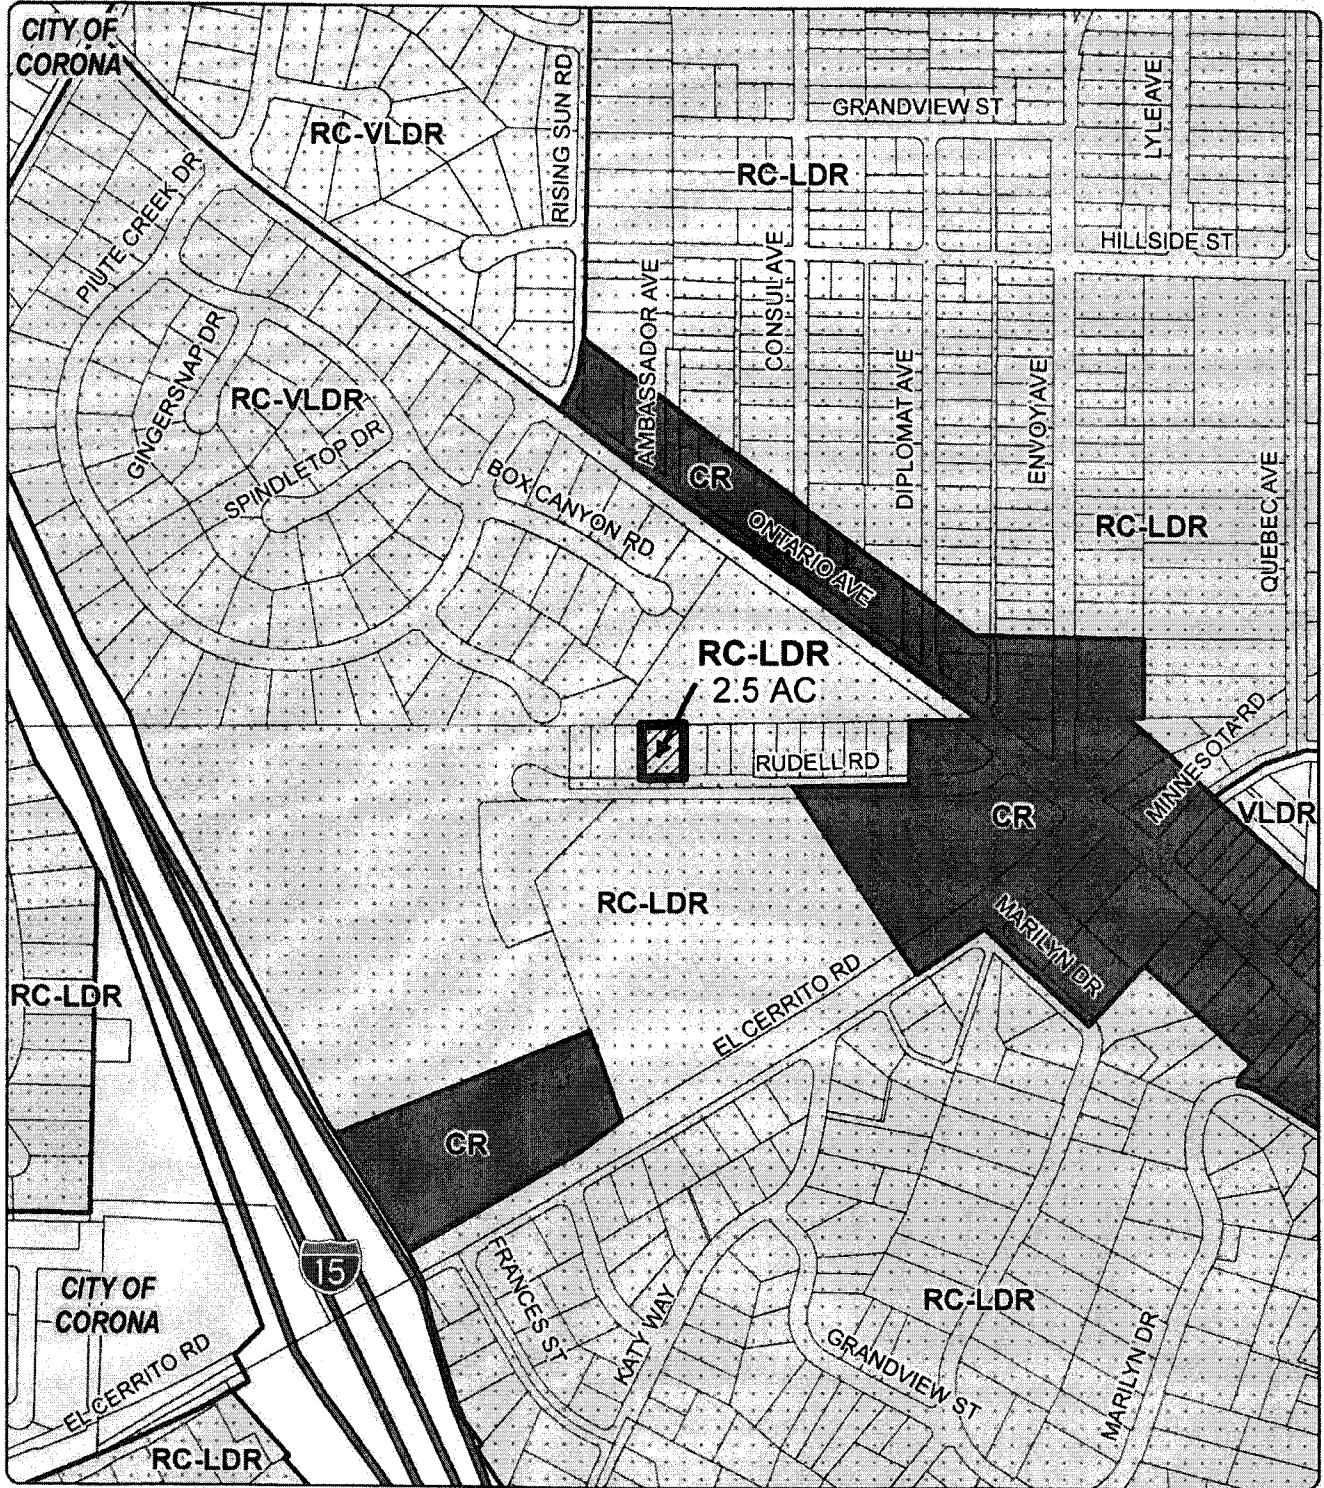 CITY OF
CORONA
RC-VLDR
RISING SUN RD
GRANDVIEW ST
LYLE AVE
RC-LDR
PIUTE CREEK DR
HILLSIDE ST
AMBASSADOR AVE
CONSUL AVE
GINGERSNAP DR
RC-VLDR
SPINDLETOP DR
DIPLOMAT AVE
ENVOY AVE
BOX CANYON RD
CR
QUEBEC AVE
RC-LDR
ONTARIO AVE
RC-LDR
2.5 AC
MINNESOTA RD
RUDELL RD
CR
VLDR
RC-LDR
MARILYN DR
EL CERRITO RD
RC-LDR
CR
15
CITY OF
CORONA
FRANCES ST
KATY WAY
RC-LDR
GRANDVIEW ST
MARILYN DR
EL CERRITO RD
RC-LDR